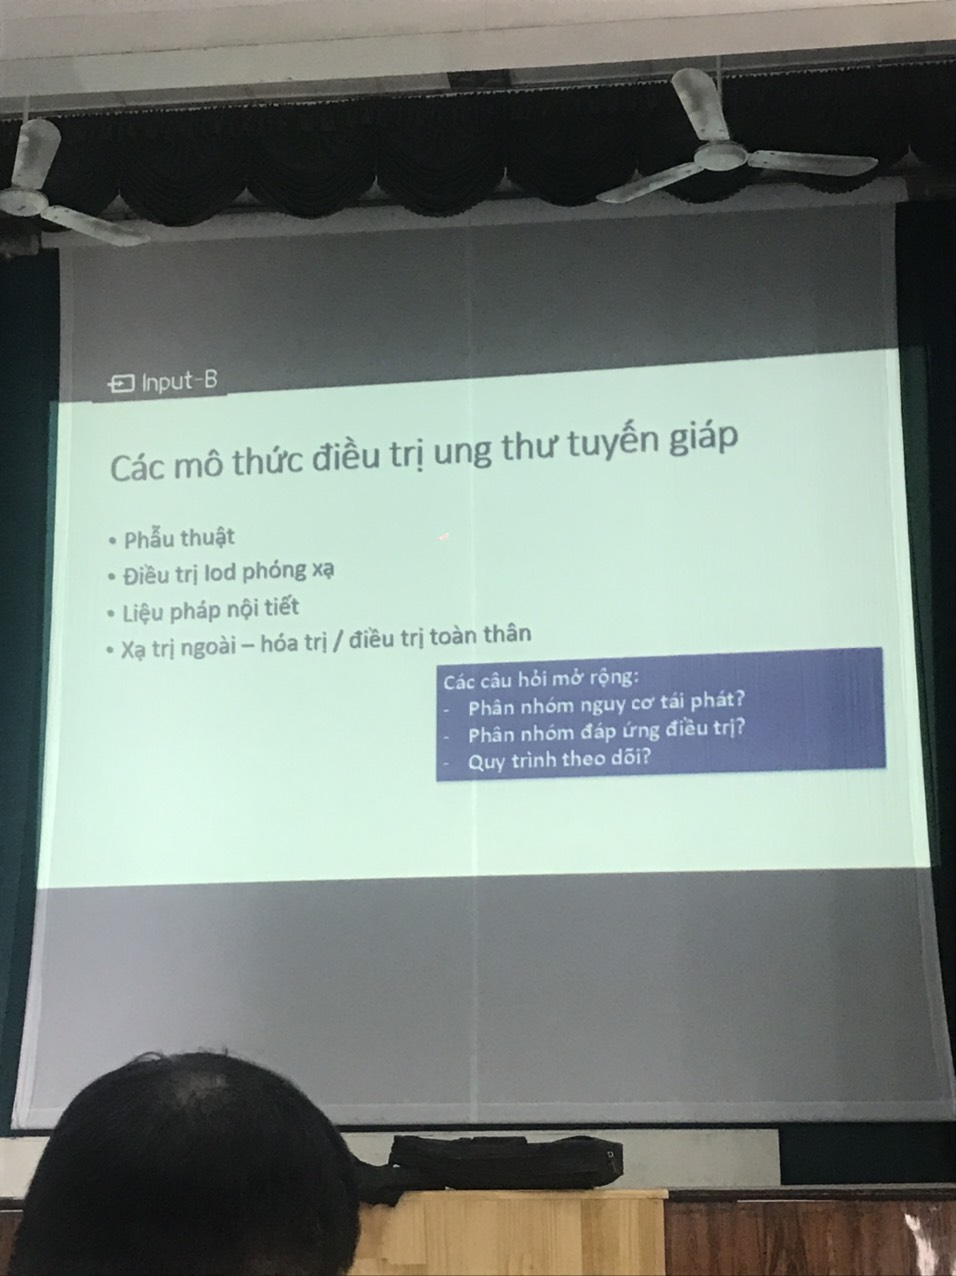 Input-B
Các mô thức điều trị ung thư tuyến giáp
• Phẫu thuật
• Điều trị Iod phóng xạ
• Liệu pháp nội tiết
• Xạ trị ngoài – hóa trị / điều trị toàn thân
Các câu hỏi mở rộng:
- Phân nhóm nguy cơ tái phát?
- Phân nhóm đáp ứng điều trị?
- Quy trình theo dõi?